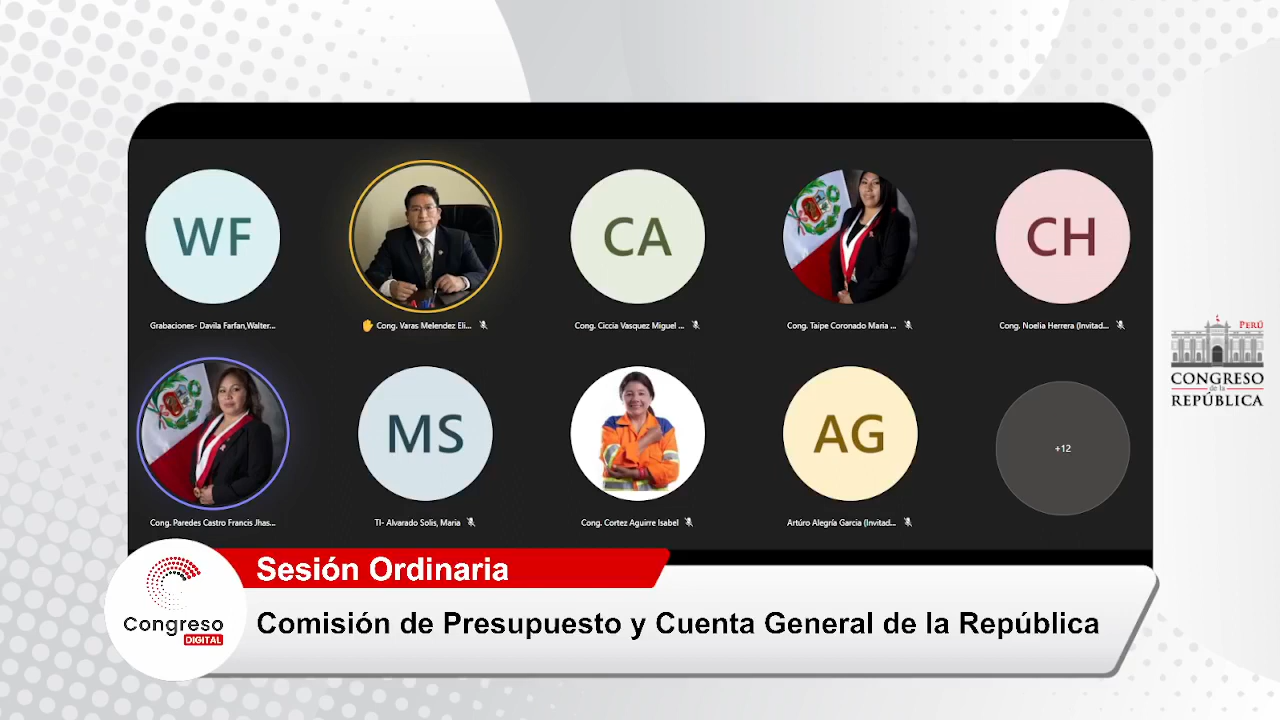 WF
CA
CH
Grabaciones- Davila Farfan,Walter...
Cong. Varas Melendez Eli...
Cong. Ciccia Vasquez Miguel ...
Cong. Taipe Coronado Maria ...
Cong. Noelia Herrera (Invitad...
MS
AG
+12
Cong. Paredes Castro Francis Jhas...
TI- Alvarado Solis, Maria
Cong. Cortez Aguirre Isabel
Artúro Alegría Garcia (Invitad...
PERÚ
CONGRESO
de la
REPÚBLICA
Sesión Ordinaria
Congreso
DIGITAL
Comisión de Presupuesto y Cuenta General de la República